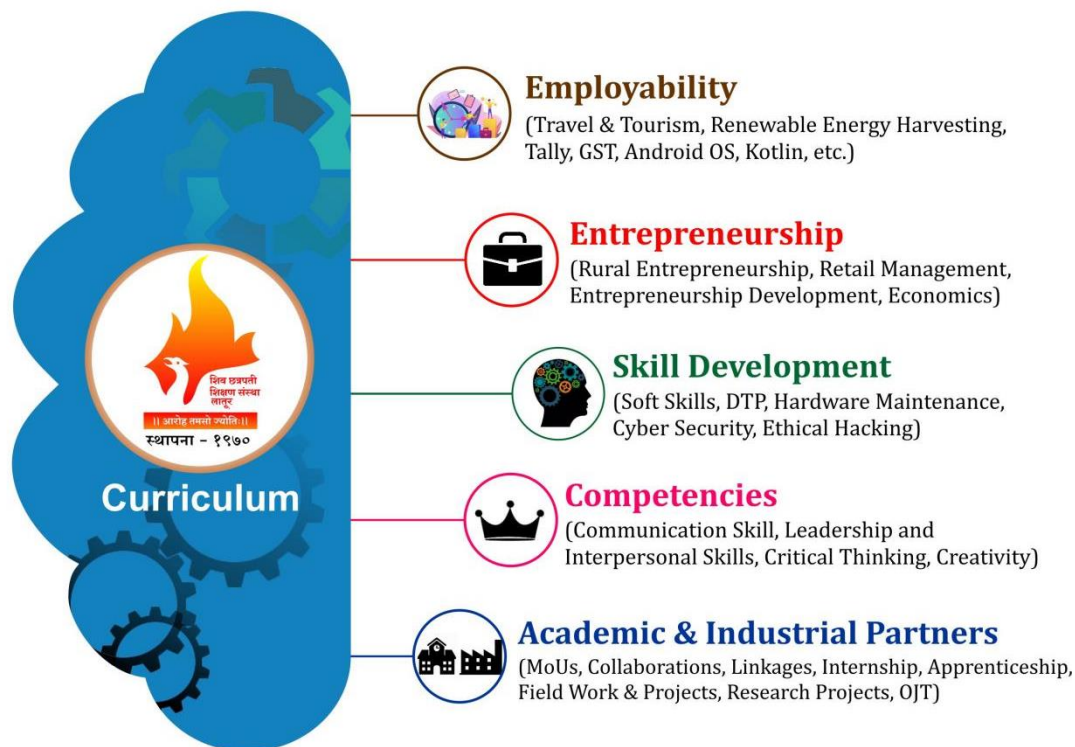 Employability
(Travel & Tourism, Renewable Energy Harvesting,
Tally, GST, Android OS, Kotlin, etc.)
Entrepreneurship
(Rural Entrepreneurship, Retail Management,
Entrepreneurship Development, Economics)
शिव छत्रपती
शिक्षण संस्था
लातूर
|| आरोह तमसो ज्योतिः||
स्थापना - १९७०
Curriculum
Skill Development
(Soft Skills, DTP, Hardware Maintenance,
Cyber Security, Ethical Hacking)
Competencies
(Communication Skill, Leadership and
Interpersonal Skills, Critical Thinking, Creativity)
Academic & Industrial Partners
(MoUs, Collaborations, Linkages, Internship, Apprenticeship,
Field Work & Projects, Research Projects, OJT)